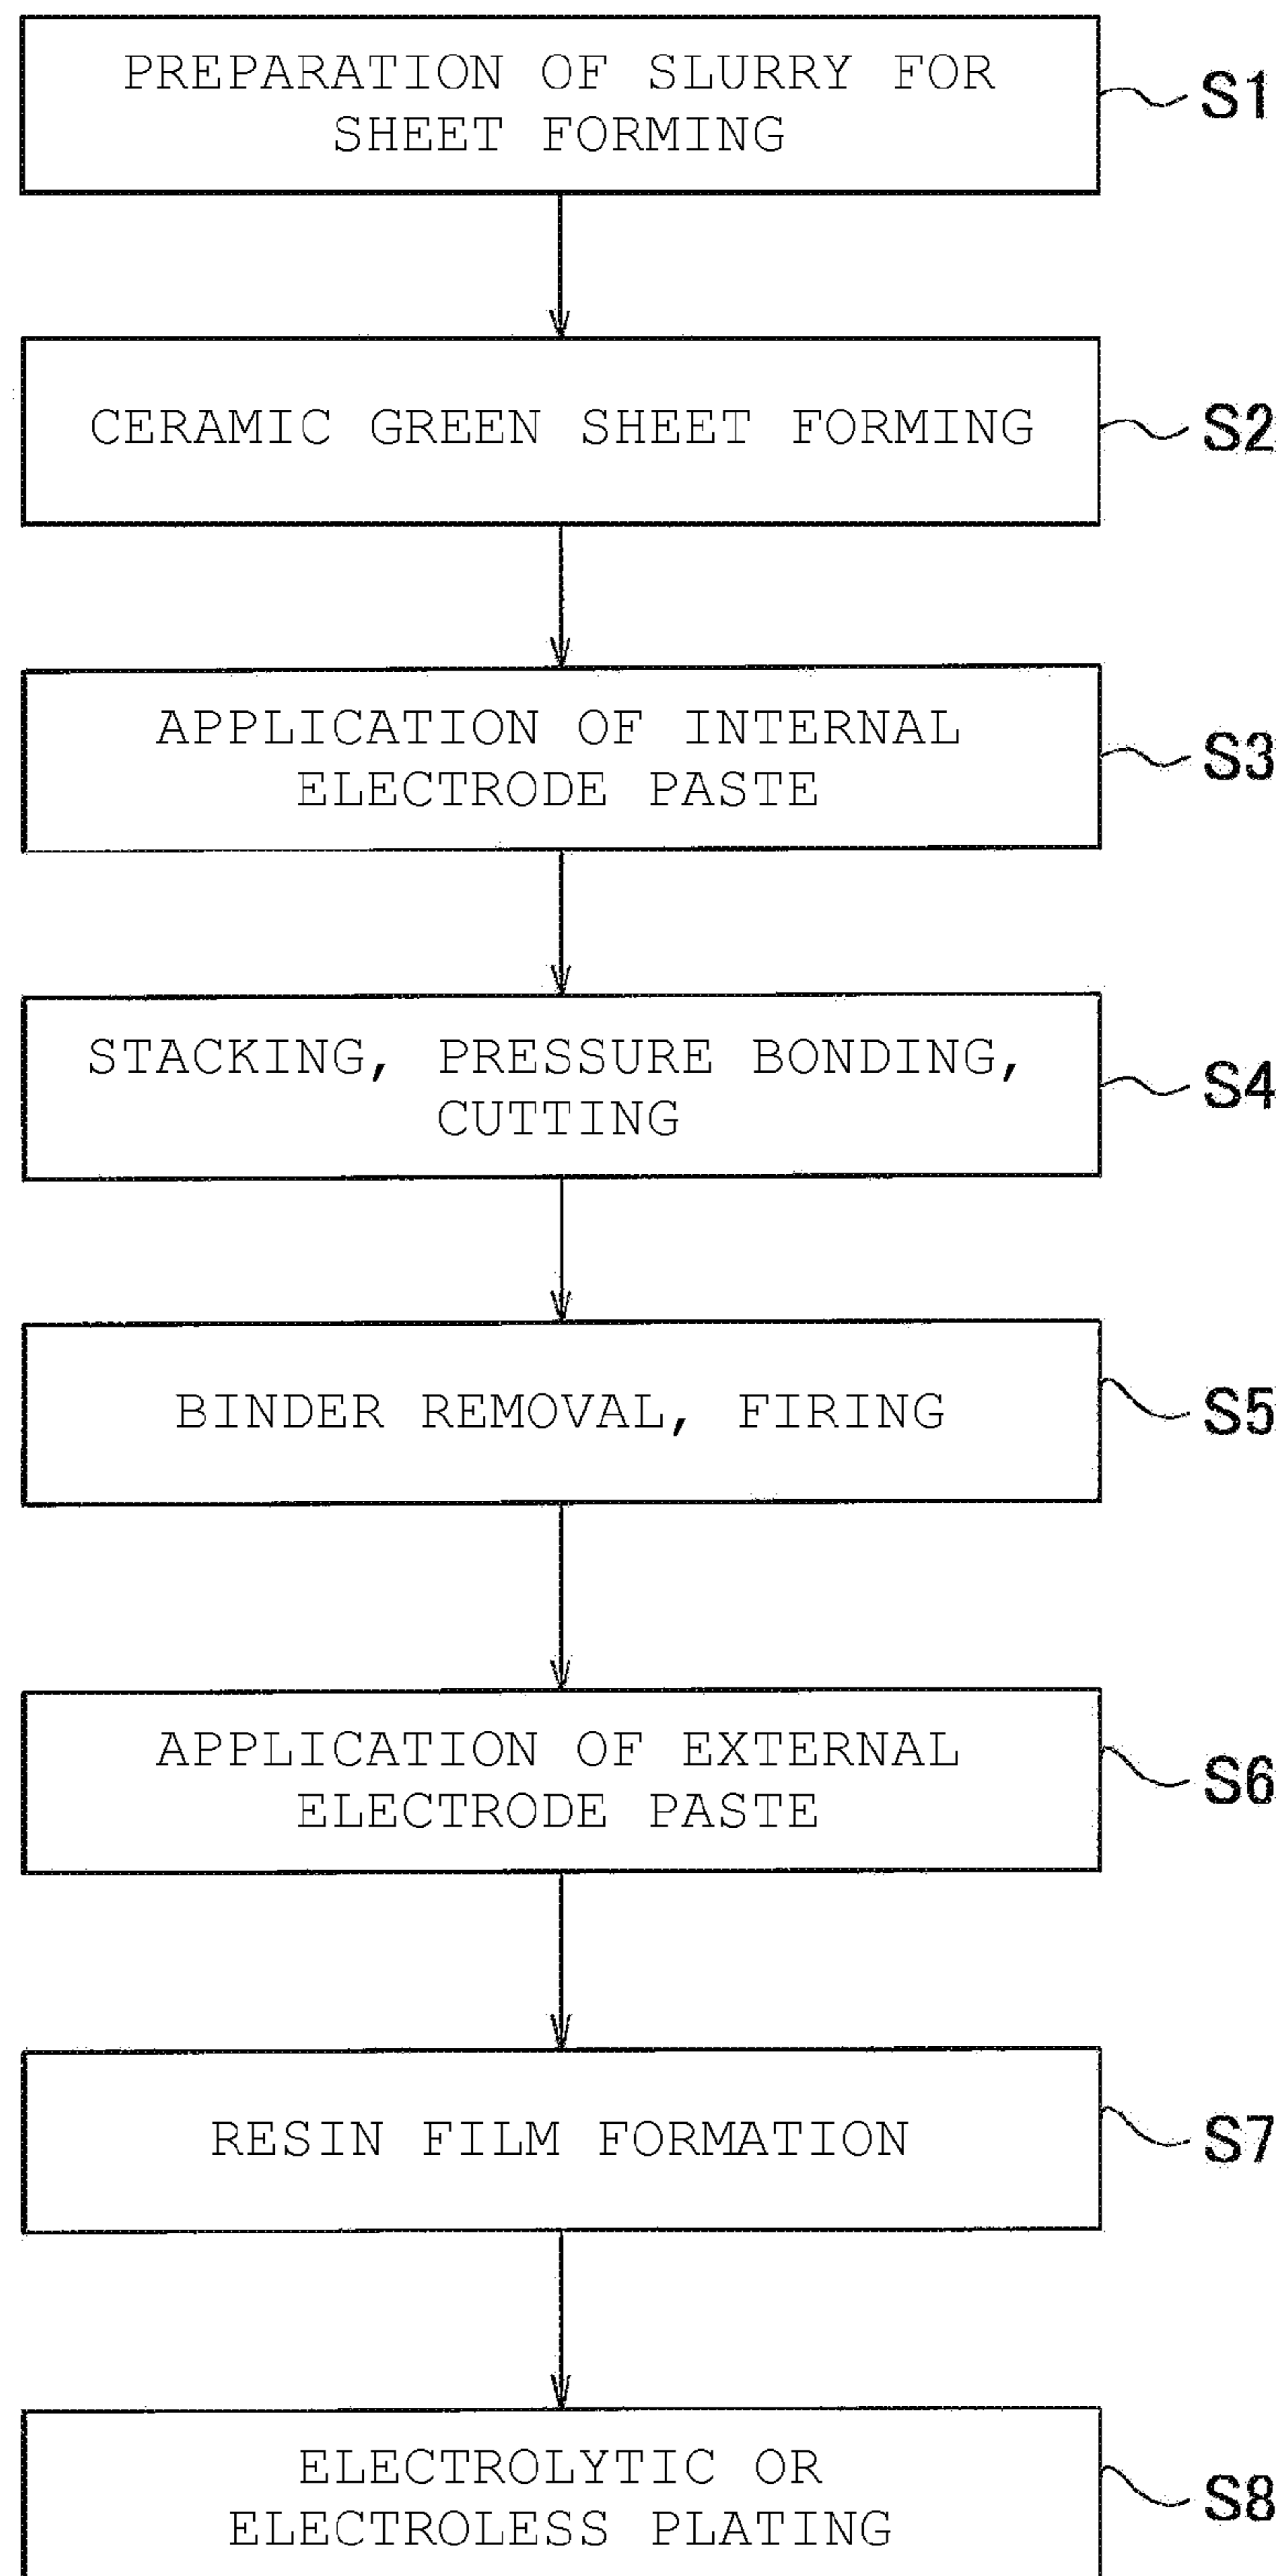 PREPARATION OF SLURRY FOR
SHEET FORMING
S1
CERAMIC GREEN SHEET FORMING
S2
APPLICATION OF INTERNAL
ELECTRODE PASTE
S3
STACKING, PRESSURE BONDING,
CUTTING
S4
BINDER REMOVAL, FIRING
S5
APPLICATION OF EXTERNAL
ELECTRODE PASTE
S6
RESIN FILM FORMATION
S7
ELECTROLYTIC OR
ELECTROLESS PLATING
S8